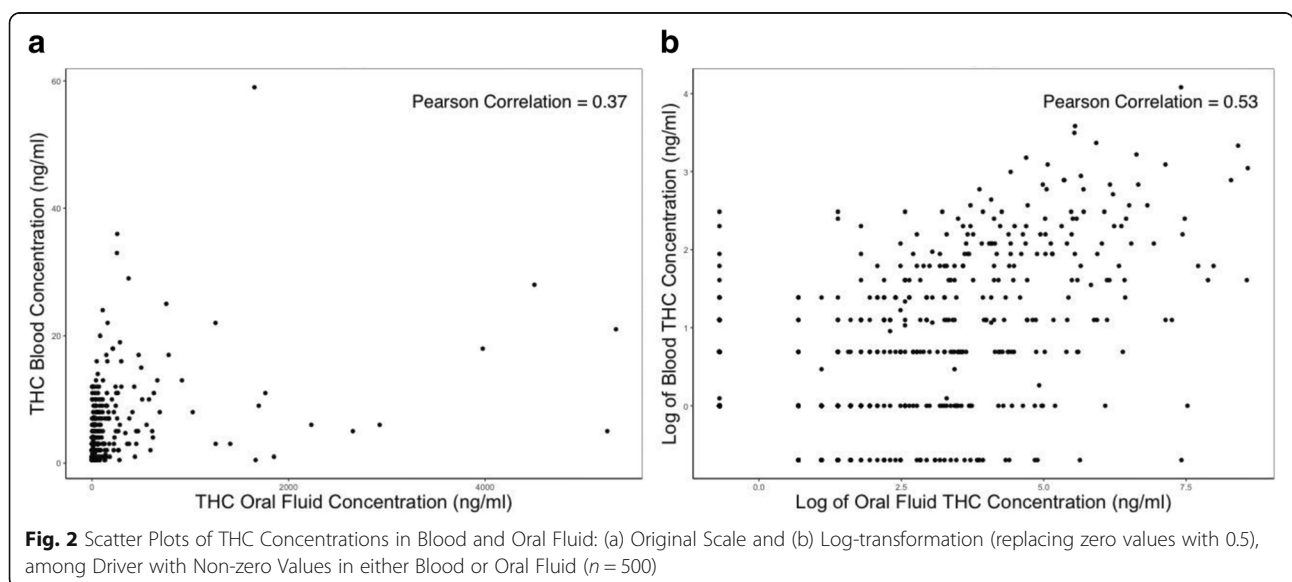 a
b
60
40
20
0
THC Blood Concentration (ng/ml)
Pearson Correlation = 0.37
0
2000
4000
THC Oral Fluid Concentration (ng/ml)
4
3
2
1
0
Log of Blood THC Concentration (ng/ml)
Pearson Correlation = 0.53
0.0
2.5
5.0
7.5
Log of Oral Fluid THC Concentration (ng/ml)
Fig. 2 Scatter Plots of THC Concentrations in Blood and Oral Fluid: (a) Original Scale and (b) Log-transformation (replacing zero values with 0.5),
among Driver with Non-zero Values in either Blood or Oral Fluid (n = 500)